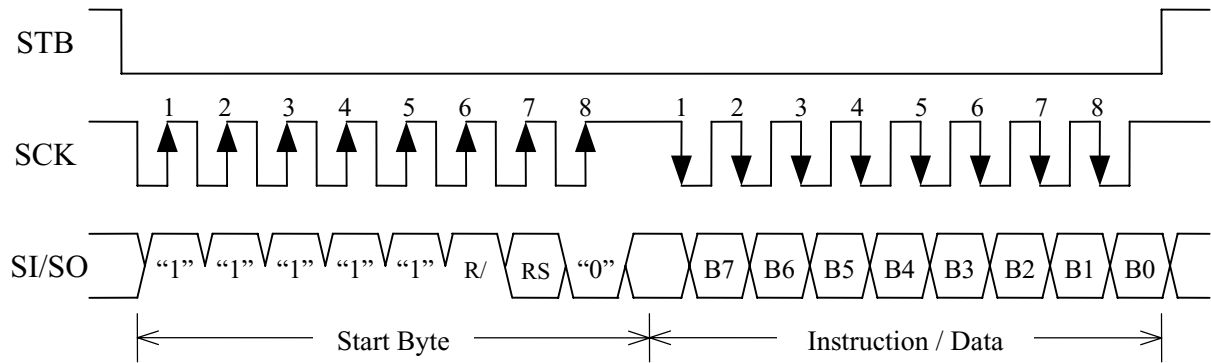 STB
1 2 3 4 5 6 7 8 1 2 3 4 5 6 7 8
SCK
SI/SO “1” “1” “1” “1” “1” R/ RS “0” B7 B6 B5 B4 B3 B2 B1 B0
Start Byte Instruction / Data